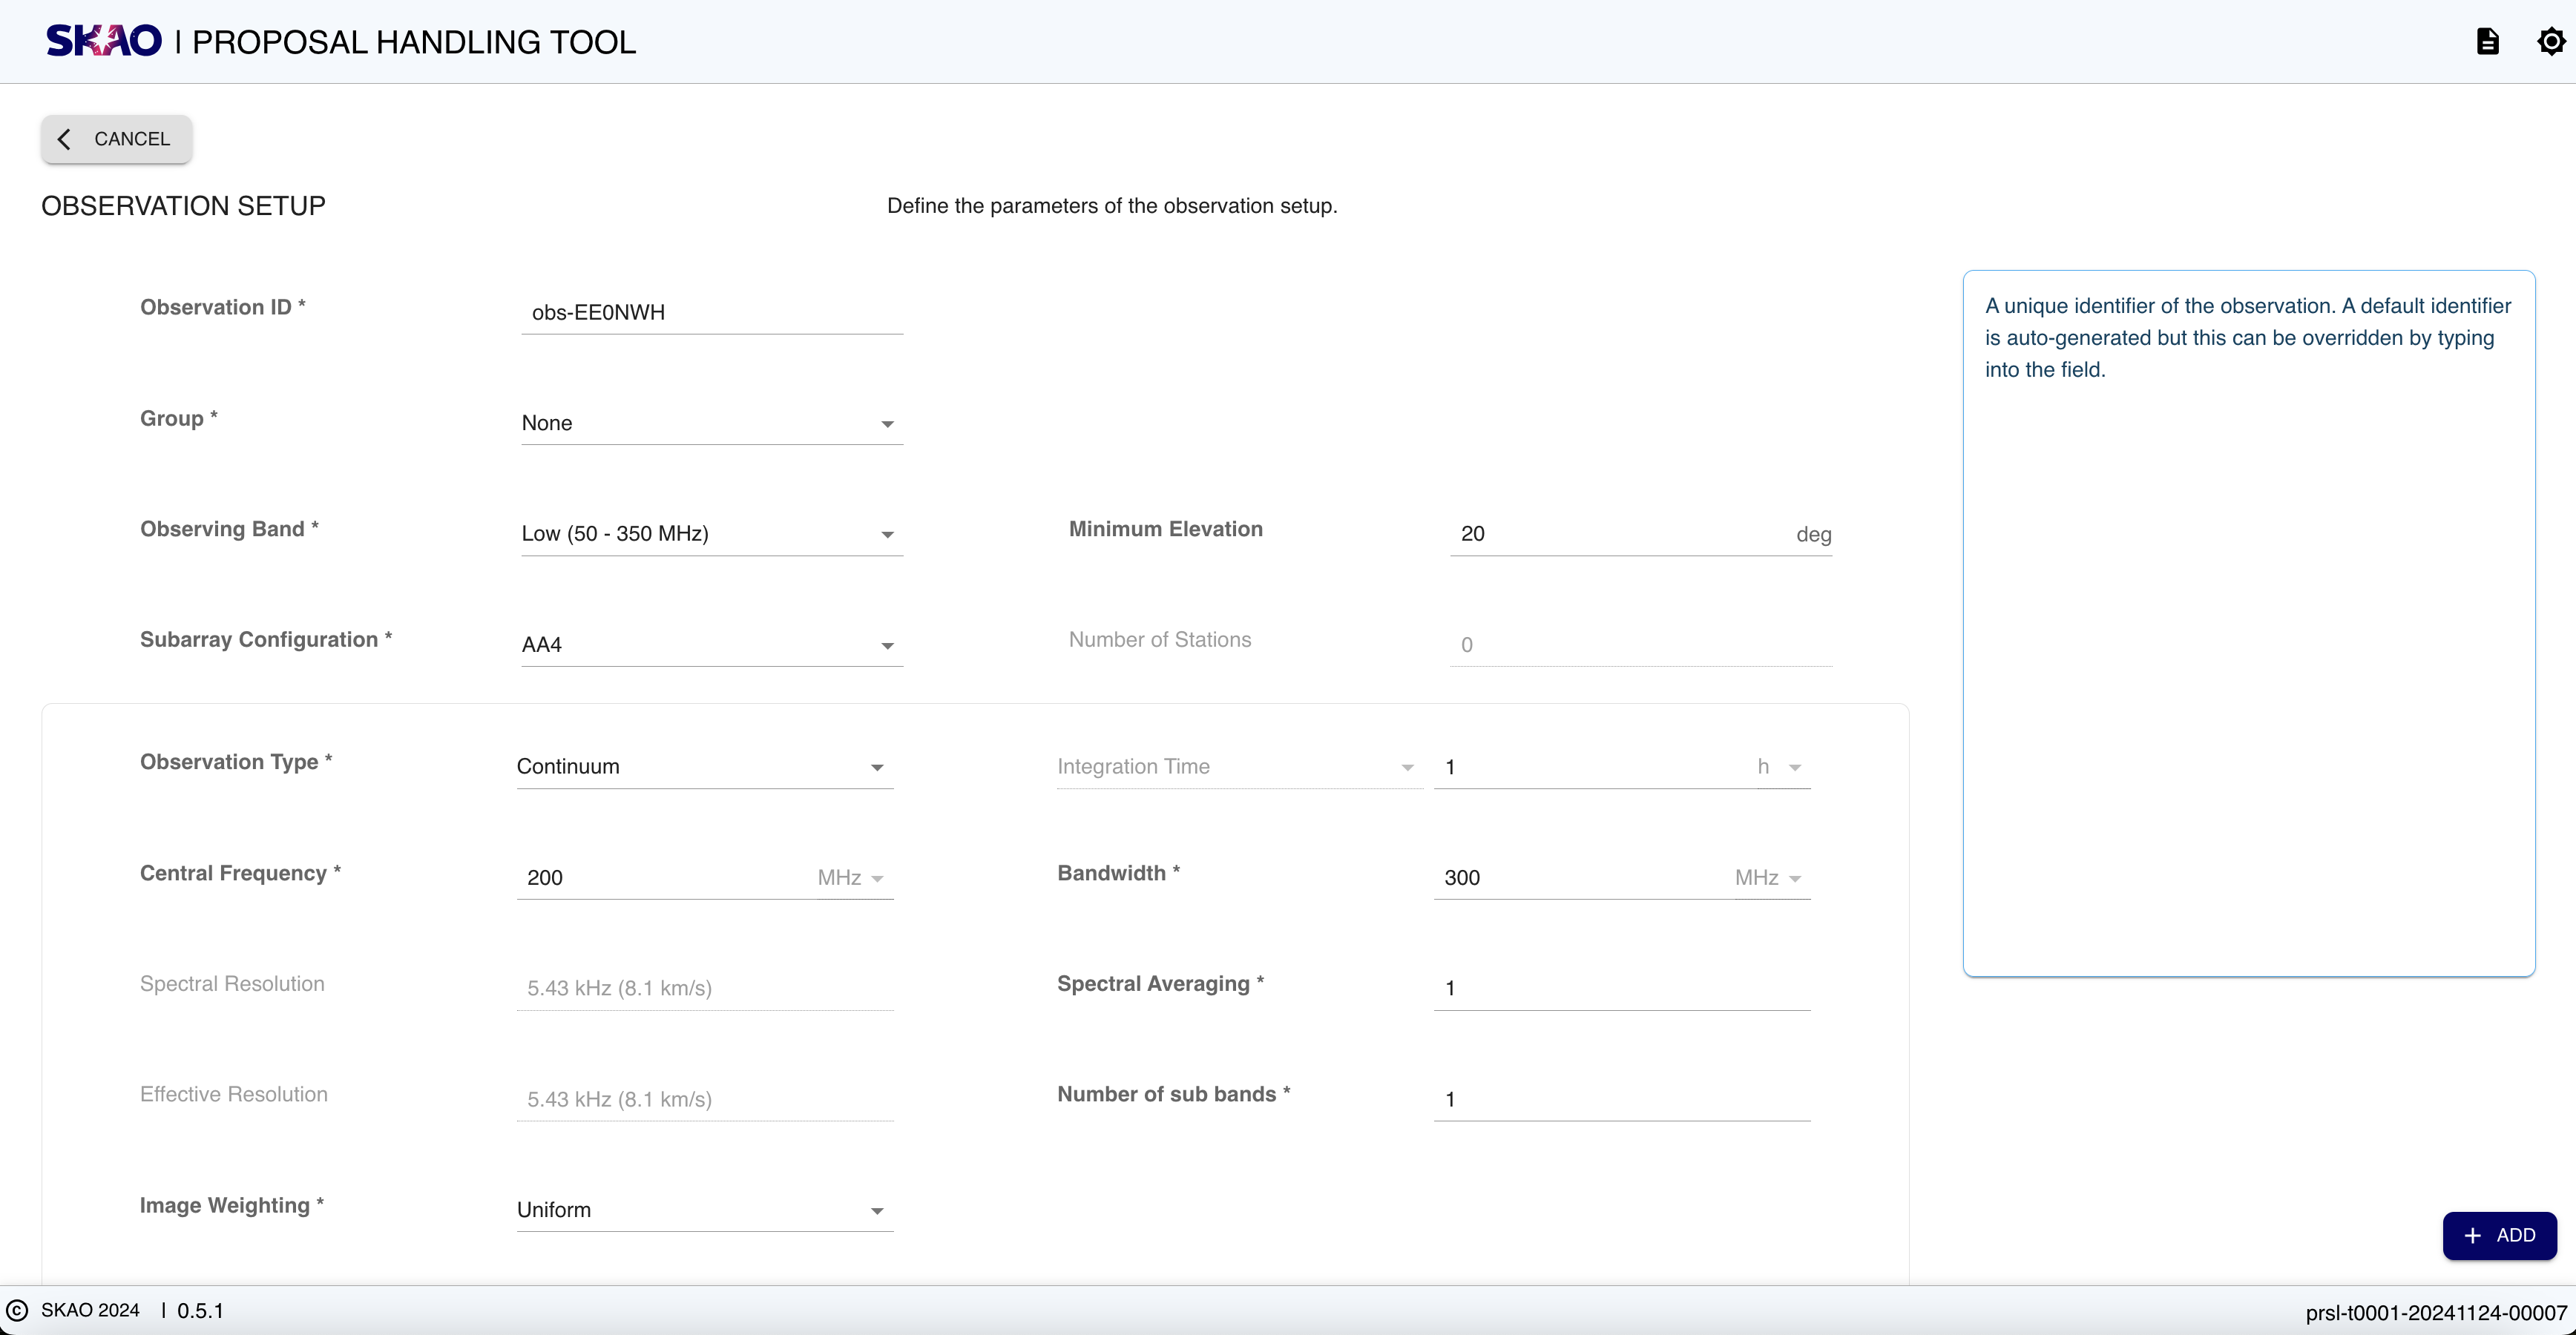 SKAO | PROPOSAL HANDLING TOOL
CANCEL
OBSERVATION SETUP
Define the parameters of the observation setup.
Observation ID *
obs-EE0NWH
A unique identifier of the observation. A default identifier
is auto-generated but this can be overridden by typing
into the field.
Group *
None
Observing Band *
Low (50 - 350 MHz)
Minimum Elevation
20 deg
Subarray Configuration *
AA4
Number of Stations
0
Observation Type *
Continuum
Integration Time
1 h
Central Frequency *
200 MHz
Bandwidth *
300 MHz
Spectral Resolution
5.43 kHz (8.1 km/s)
Spectral Averaging *
1
Effective Resolution
5.43 kHz (8.1 km/s)
Number of sub bands *
1
Image Weighting *
Uniform
+ ADD
© SKAO 2024 | 0.5.1
prsl-t0001-20241124-00007